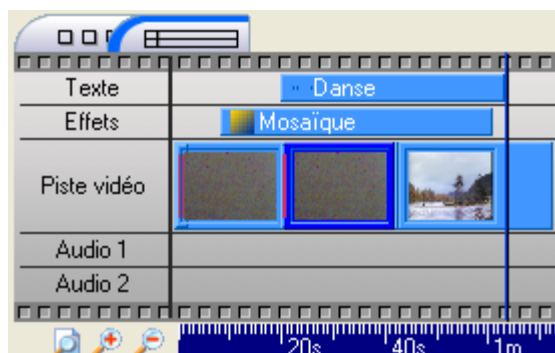 Texte
Danse
Effets
Mosaïque
Piste vidéo
Audio 1
Audio 2
20s 40s 1m